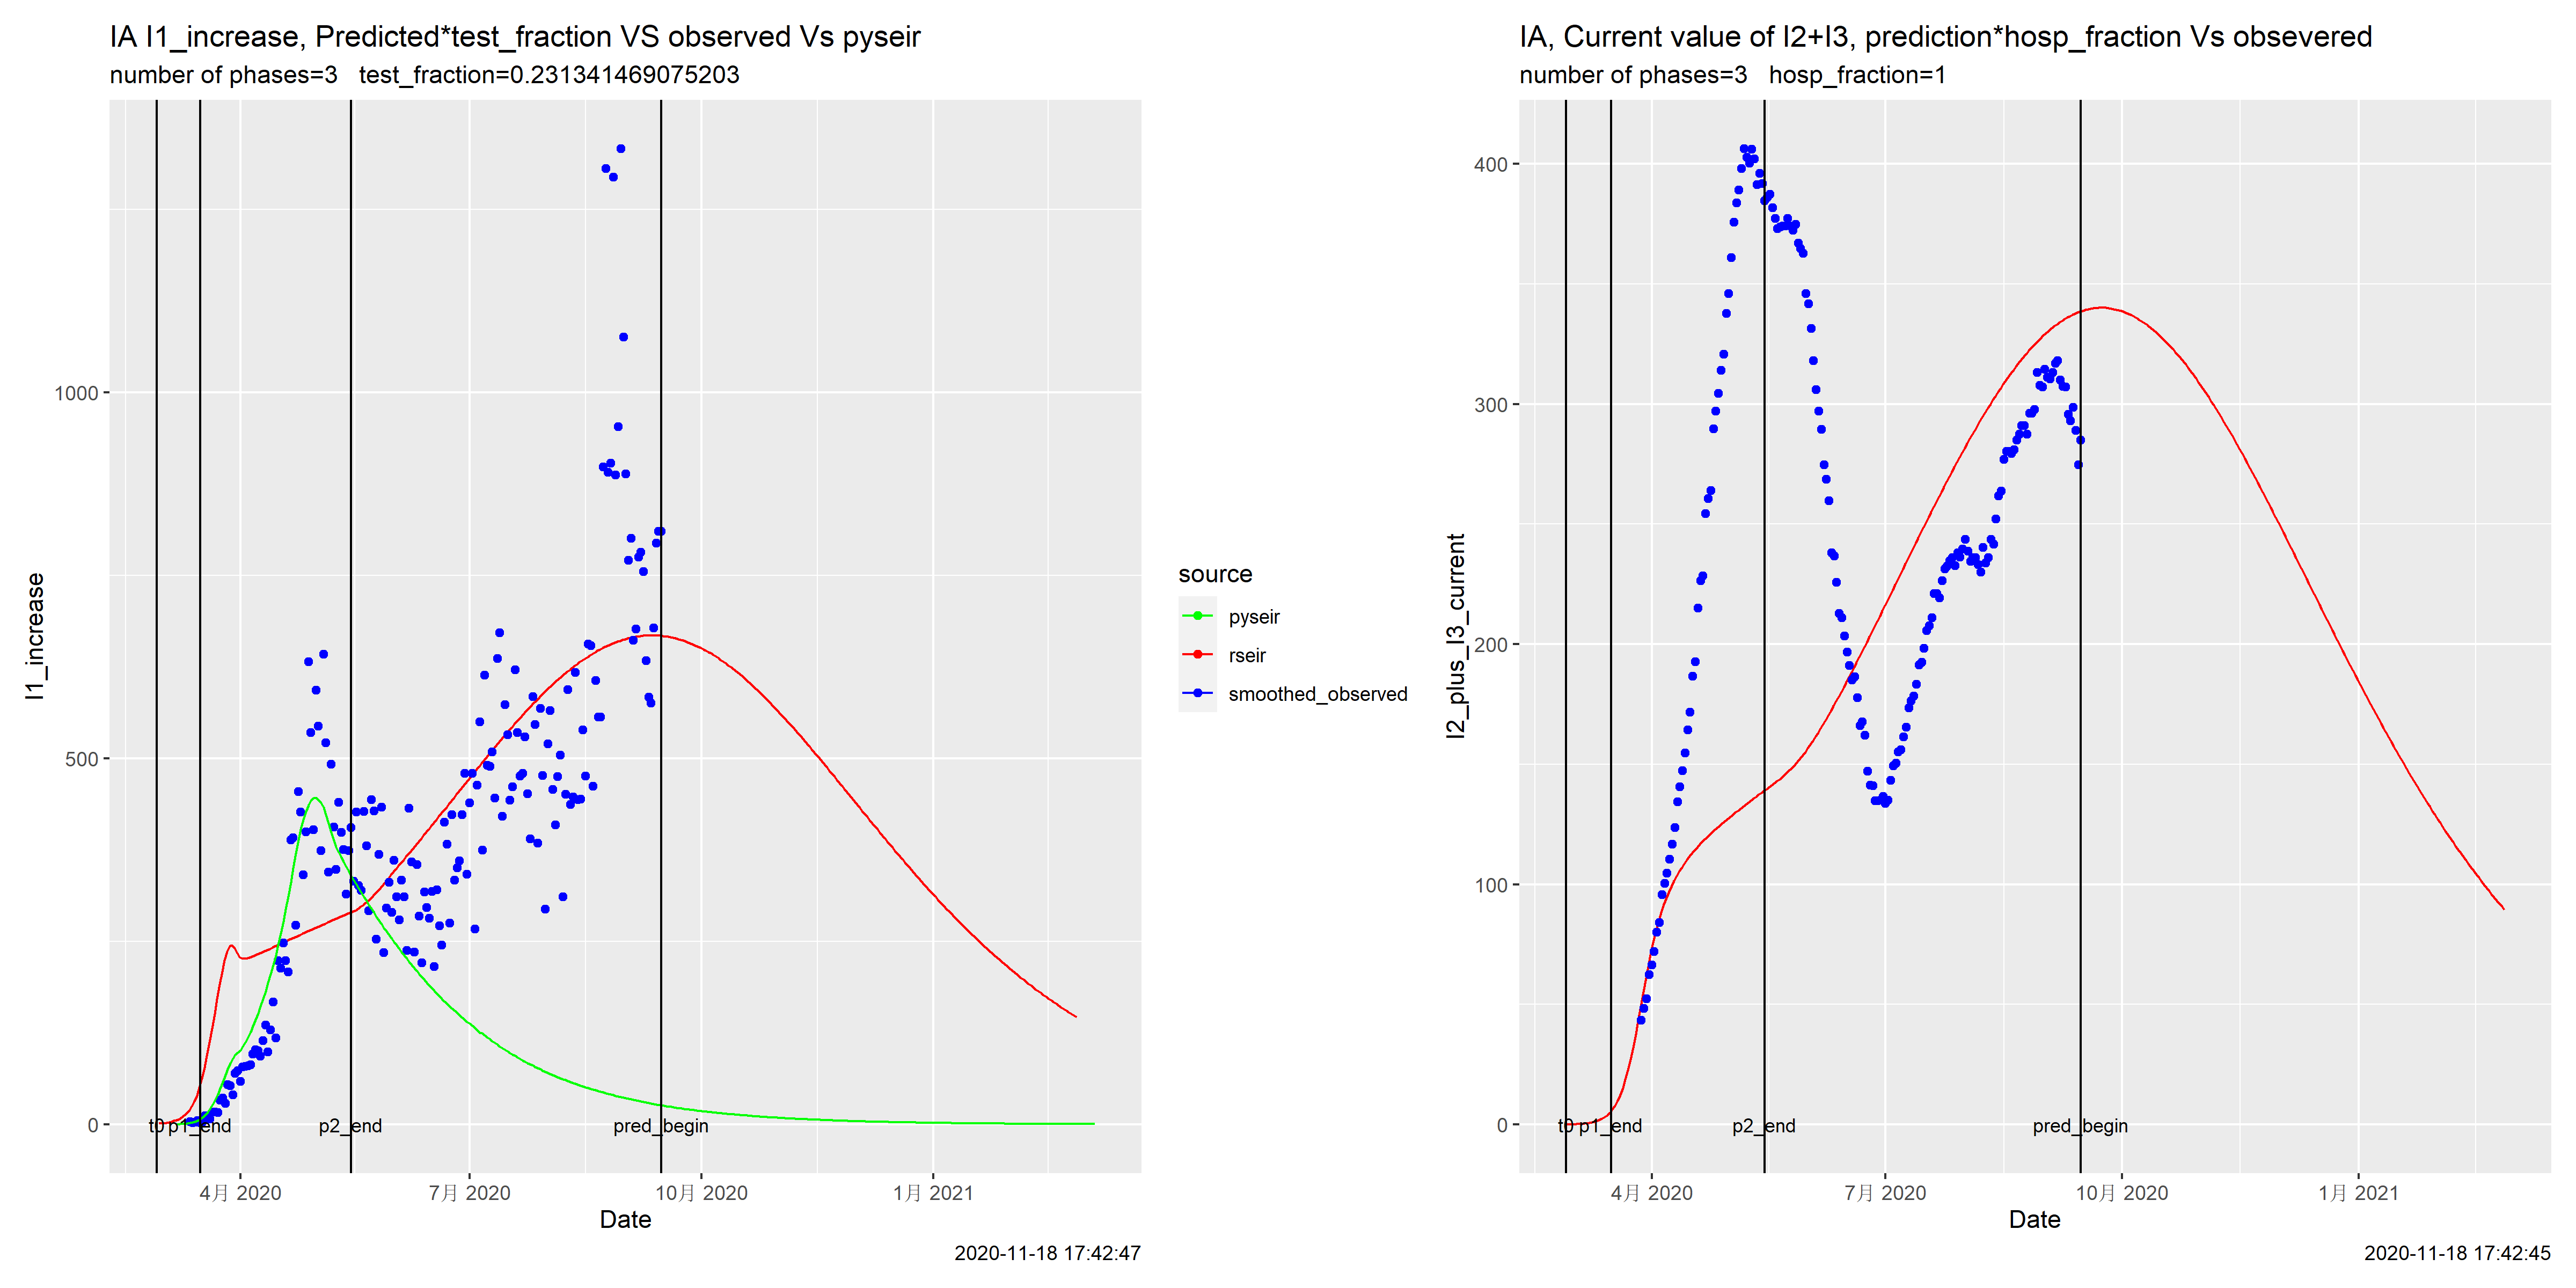 IA I1_increase, Predicted*test_fraction VS observed Vs pyseir
number of phases=3   test_fraction=0.231341469075203
I1_increase
1000
500
0
t0 p1_end
p2_end
pred_begin
4月 2020
7月 2020
10月 2020
1月 2021
Date
2020-11-18 17:42:47
source
pyseir
rseir
smoothed_observed
IA, Current value of I2+I3, prediction*hosp_fraction Vs obsevered
number of phases=3   hosp_fraction=1
I2_plus_I3_current
400
300
200
100
0
t0 p1_end
p2_end
pred_begin
4月 2020
7月 2020
10月 2020
1月 2021
Date
2020-11-18 17:42:45